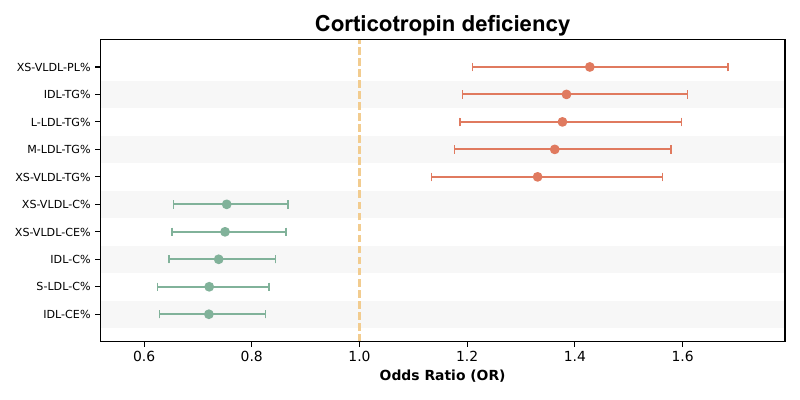 Corticotropin deficiency
XS-VLDL-PL%
IDL-TG%
L-LDL-TG%
M-LDL-TG%
XS-VLDL-TG%
XS-VLDL-C%
XS-VLDL-CE%
IDL-C%
S-LDL-C%
IDL-CE%
0.6 0.8 1.0 1.2 1.4 1.6
Odds Ratio (OR)